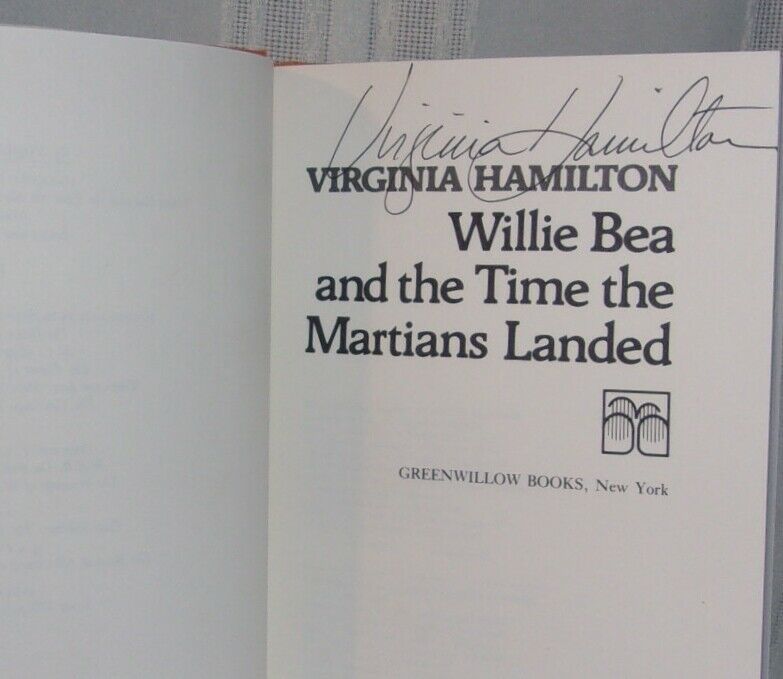 Virginia Hamilton
VIRGINIA HAMILTON
Willie Bea
and the Time the
Martians Landed
GREENWILLOW BOOKS, New York